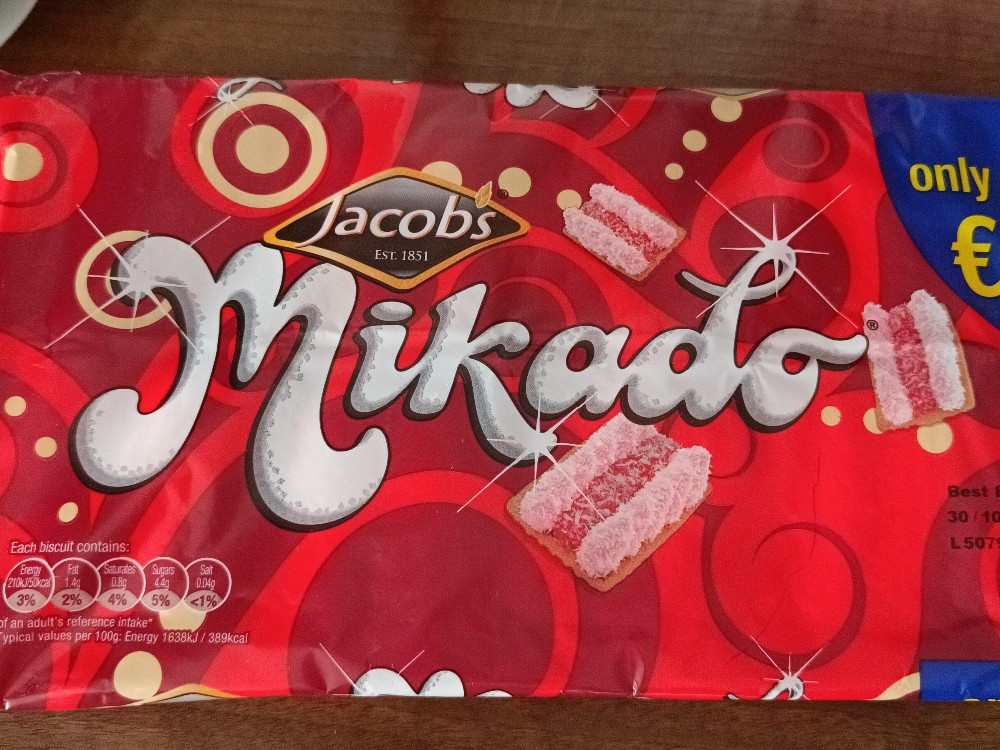 only
€
Jacob's
EST. 1851
Mikado
®
Best
30/10
L507
Each biscuit contains:
Energy Fat Saturates Sugars Salt
210kJ/50kcal 1.4g 0.8g 4.4g 0.04g
3% 2% 4% 5% <1%
of an adult's reference intake*
Typical values per 100g: Energy 1638kJ / 389kcal